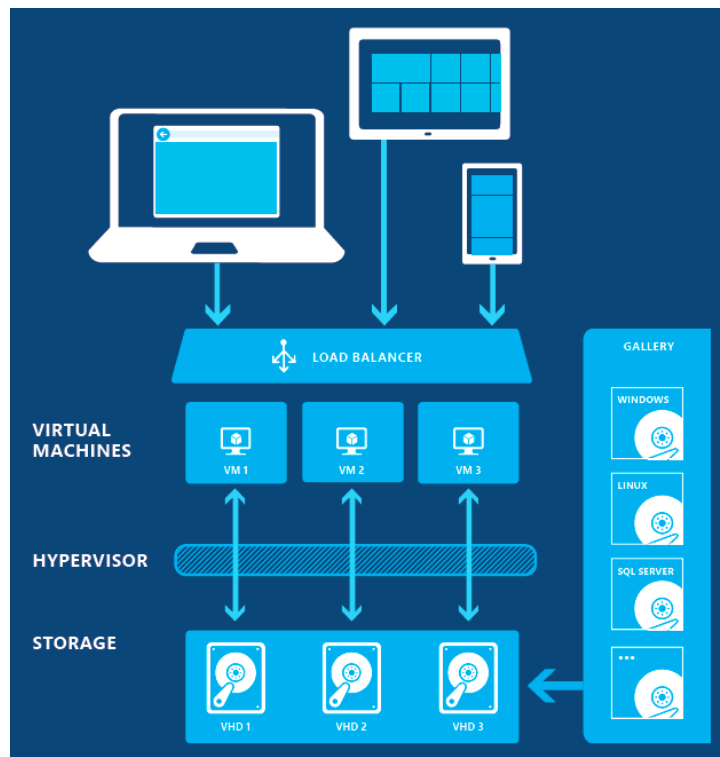 LOAD BALANCER
GALLERY
WINDOWS
LINUX
SQL SERVER
...
VIRTUAL
MACHINES
VM 1
VM 2
VM 3
HYPERVISOR
STORAGE
VHD 1
VHD 2
VHD 3